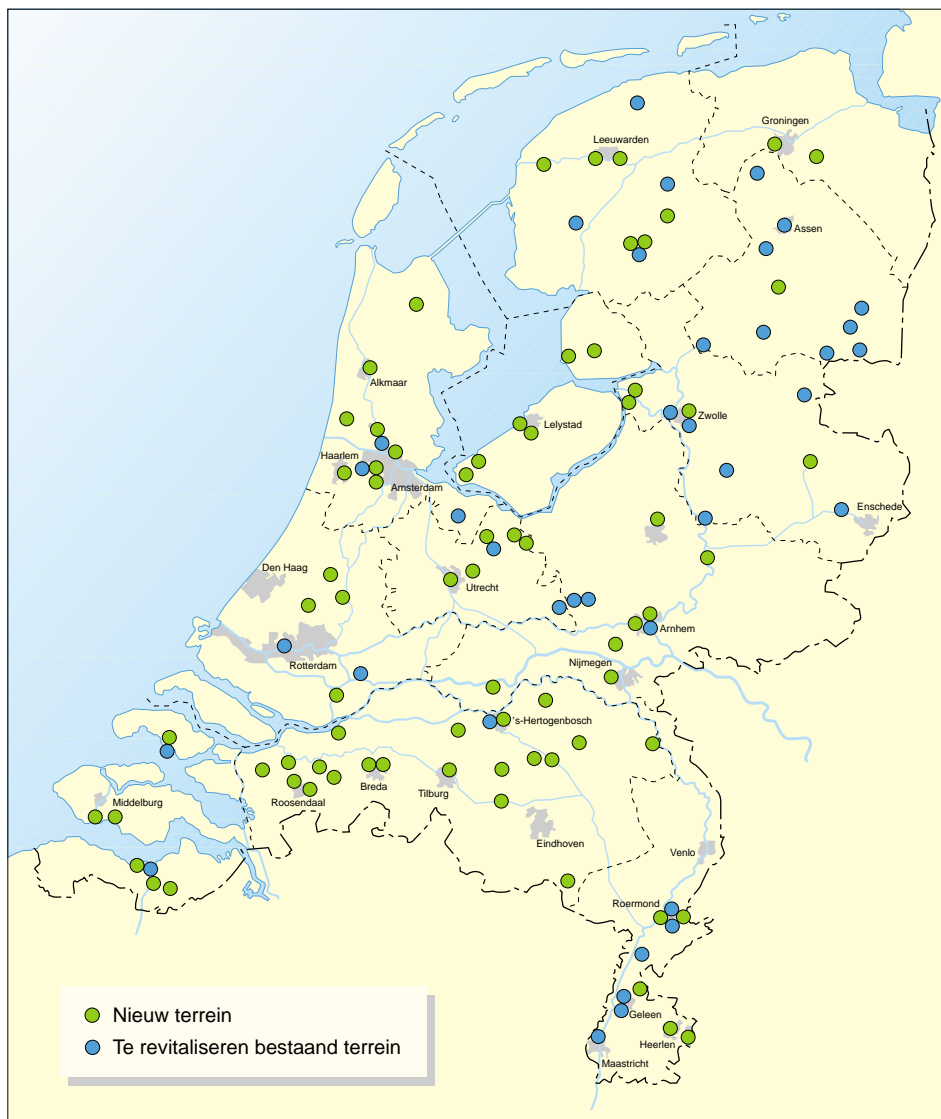 Groningen
Leeuwarden
Assen
Alkmaar
Lelystad
Zwolle
Haarlem
Amsterdam
Enschede
Den Haag
Utrecht
Arnhem
Rotterdam
Nijmegen
's-Hertogenbosch
Middelburg
Roosendaal
Breda
Tilburg
Eindhoven
Venlo
Roermond
Nieuw terrein
Geleen
Te revitaliseren bestaand terrein
Heerlen
Maastricht